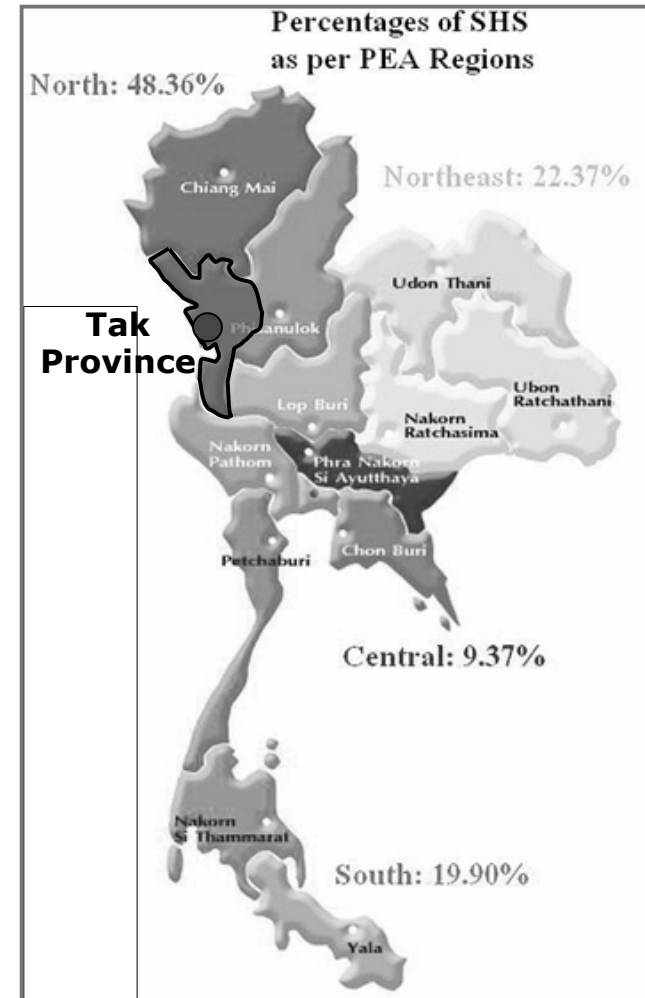 Percentages of SHS
as per PEA Regions
North: 48.36%
Chiang Mai
Northeast: 22.37%
Udon Thani
Tak
Province
Phisanulok
Ubon
Ratchathani
Lop Buri
Nakorn
Ratchasima
Nakorn
Pathom
Phra Nakorn
Si Ayutthaya
Chon Buri
Petchaburi
Central: 9.37%
Nakorn
Si Thammarat
South: 19.90%
Yala